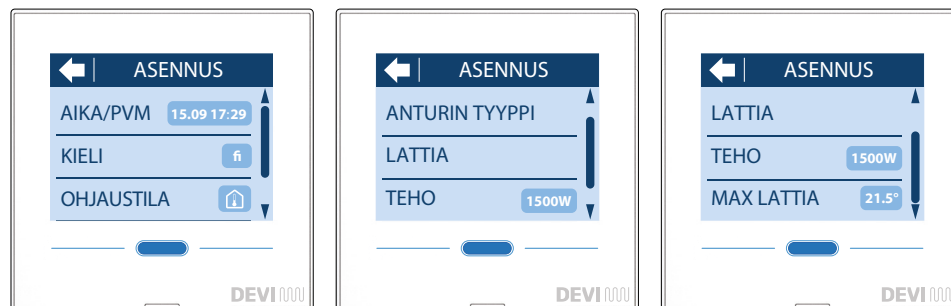 ASENNUS
AIKA/PVM 15.09 17:29
KIELI fi
OHJAUSTILA
DEVI
ASENNUS
ANTURIN TYYPPI
LATTIA
TEHO 1500W
DEVI
ASENNUS
LATTIA
TEHO 1500W
MAX LATTIA 21.5°
DEVI